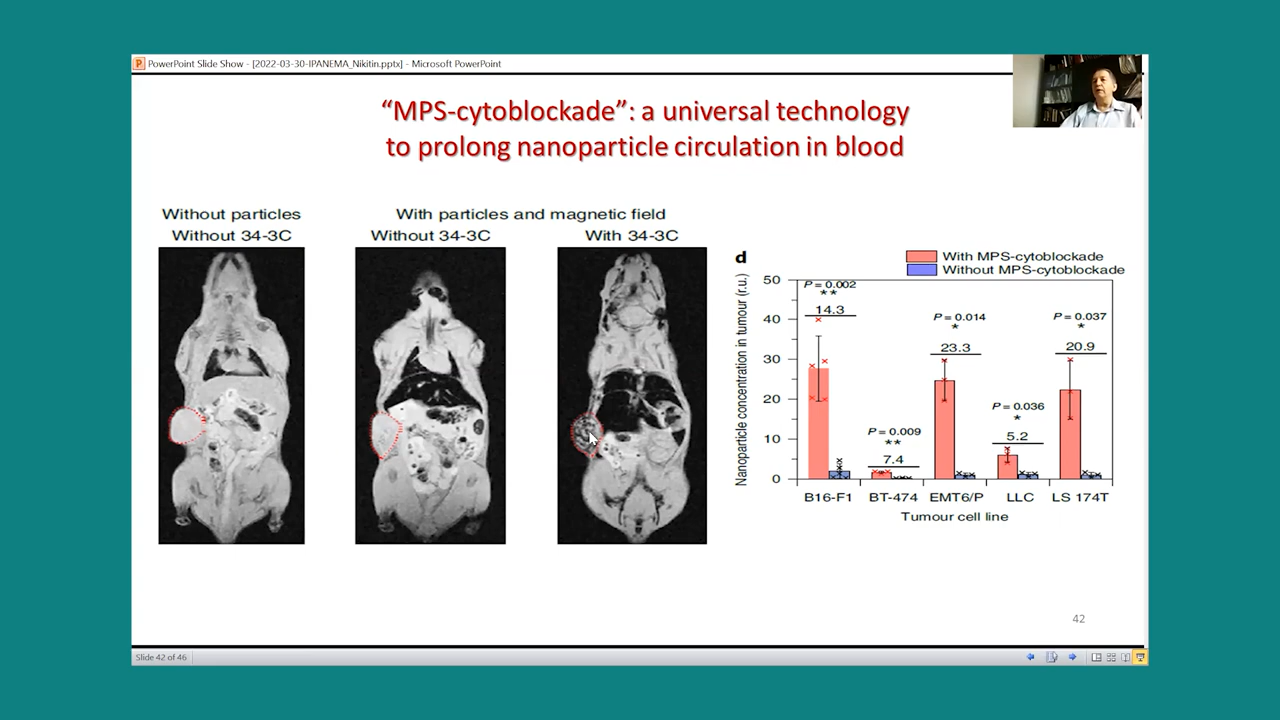 PowerPoint Slide Show - [2022-03-30-IPANEMA_Nikitin.pptx] - Microsoft PowerPoint
“MPS-cytoblockade”: a universal technology
to prolong nanoparticle circulation in blood
Without particles
With particles and magnetic field
Without 34-3C
Without 34-3C
With 34-3C
d
With MPS-cytoblockade
Without MPS-cytoblockade
Nanoparticle concentration in tumour (r.u.)
50
40
30
20
10
0
P = 0.002
**
14.3
P = 0.009
**
7.4
P = 0.014
*
23.3
P = 0.036
*
5.2
P = 0.037
*
20.9
B16-F1 BT-474 EMT6/P LLC LS 174T
Tumour cell line
42
Slide 42 of 46